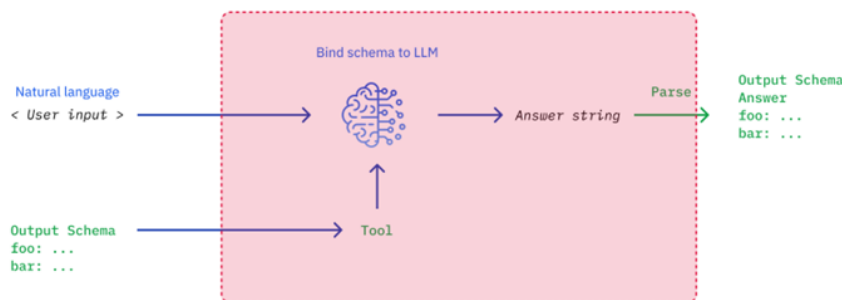 Bind schema to LLM
Natural language
< User input >
Answer string
Parse
Output Schema
Answer
foo: ...
bar: ...
Tool
Output Schema
foo: ...
bar: ...